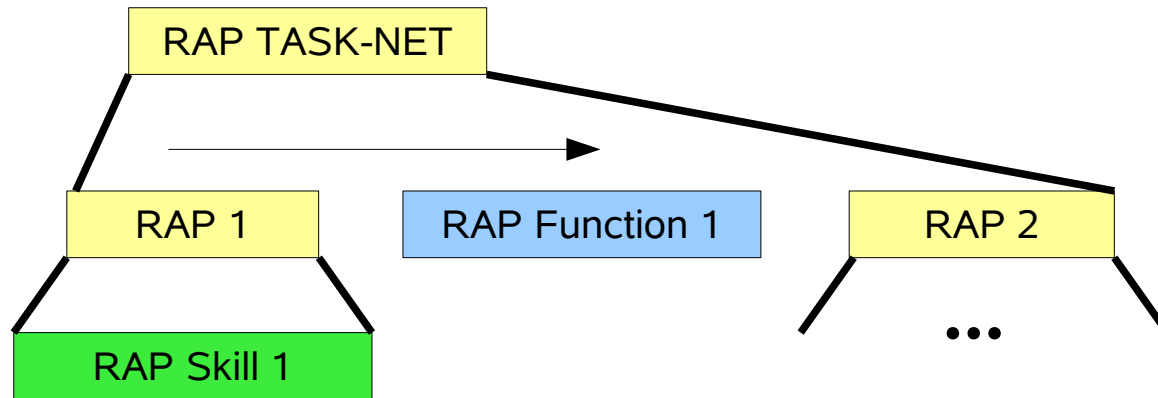 RAP TASK-NET
RAP 1
RAP Function 1
RAP 2
RAP Skill 1
...